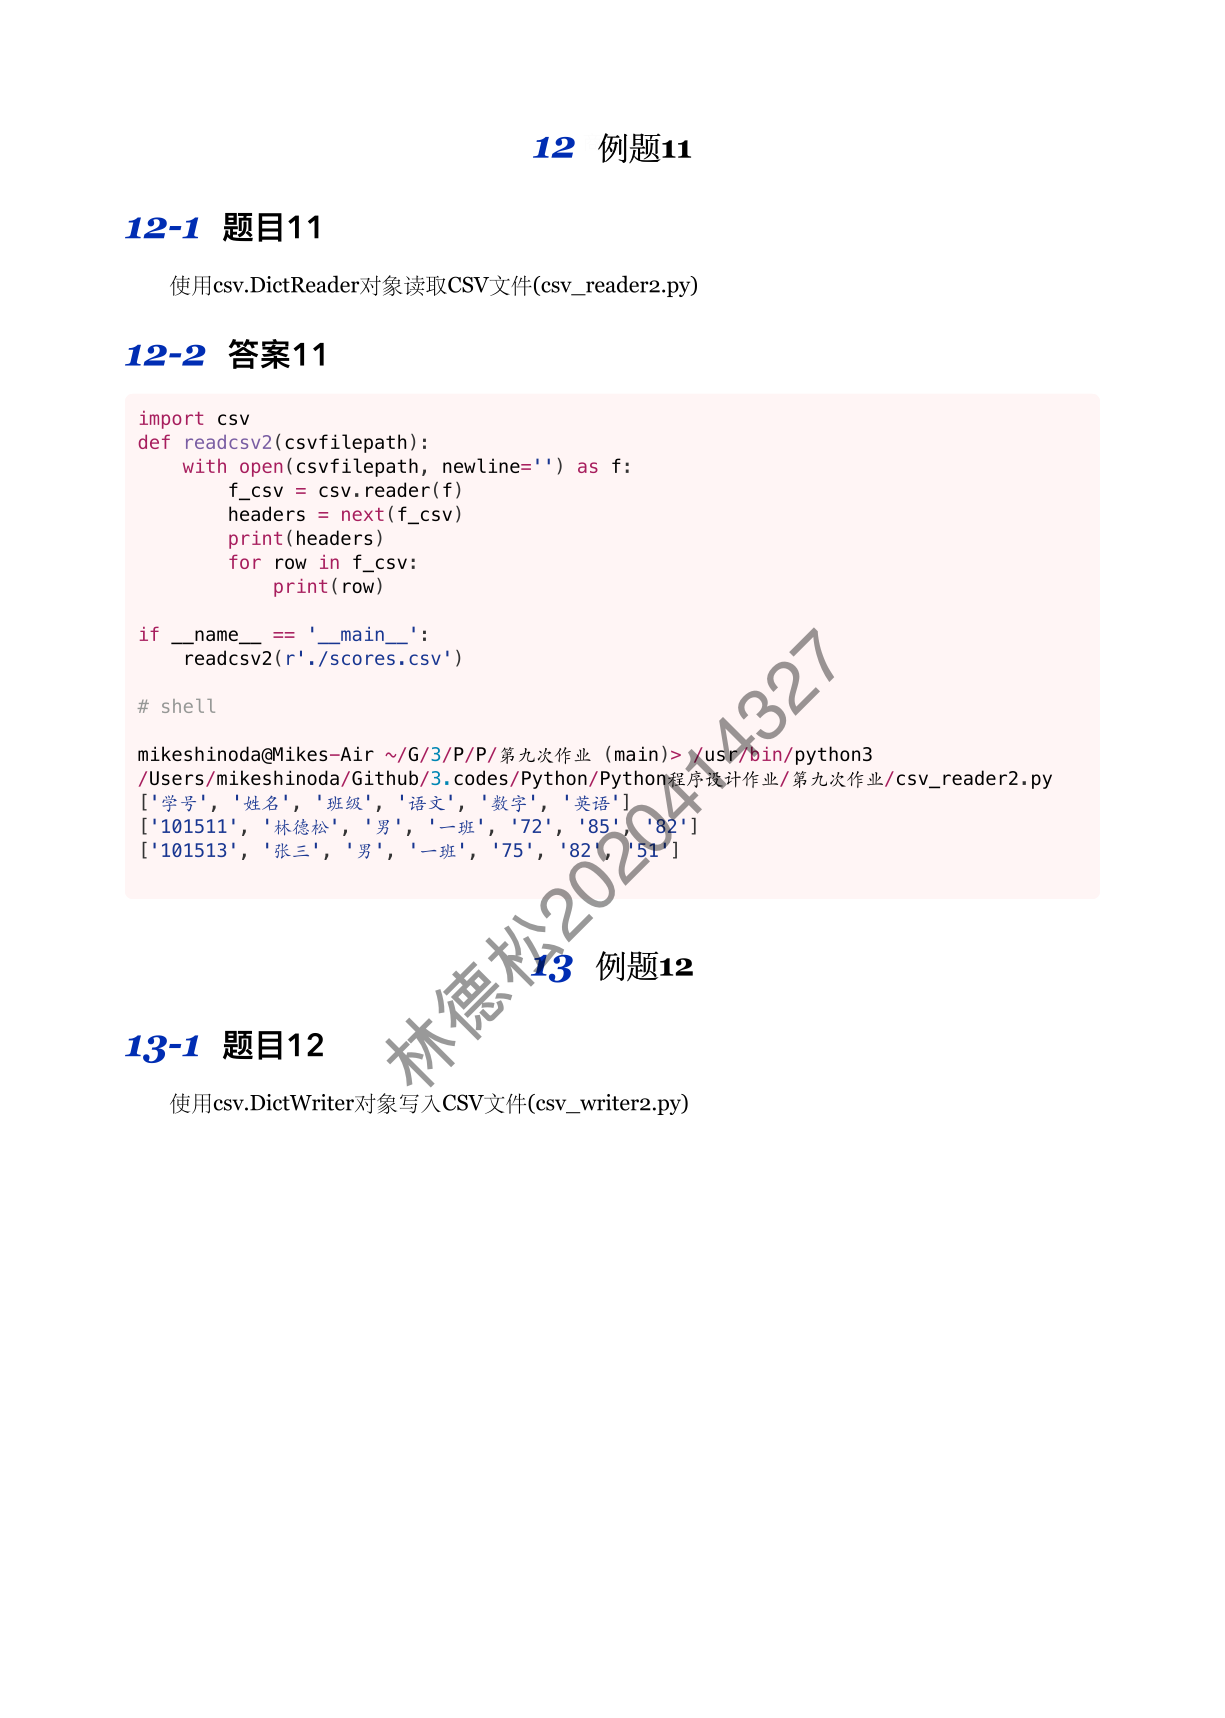 12 例题11
12-1 题目11
使用csv.DictReader对象读取CSV文件(csv_reader2.py)
12-2 答案11
import csv
def readcsv2(csvfilepath):
    with open(csvfilepath, newline='') as f:
        f_csv = csv.reader(f)
        headers = next(f_csv)
        print(headers)
        for row in f_csv:
            print(row)
if __name__ == '__main__':
    readcsv2(r'./scores.csv')
# shell
mikeshinoda@Mikes-Air ~/G/3/P/P/第九次作业 (main)> /usr/bin/python3
/Users/mikeshinoda/Github/3.codes/Python/Python程序设计作业/第九次作业/csv_reader2.py
['学号', '姓名', '班级', '语文', '数字', '英语']
['101511', '林德松', '男', '一班', '72', '85', '82']
['101513', '张三', '男', '一班', '75', '82', '51']
林德松2020414327
13 例题12
13-1 题目12
使用csv.DictWriter对象写入CSV文件(csv_writer2.py)